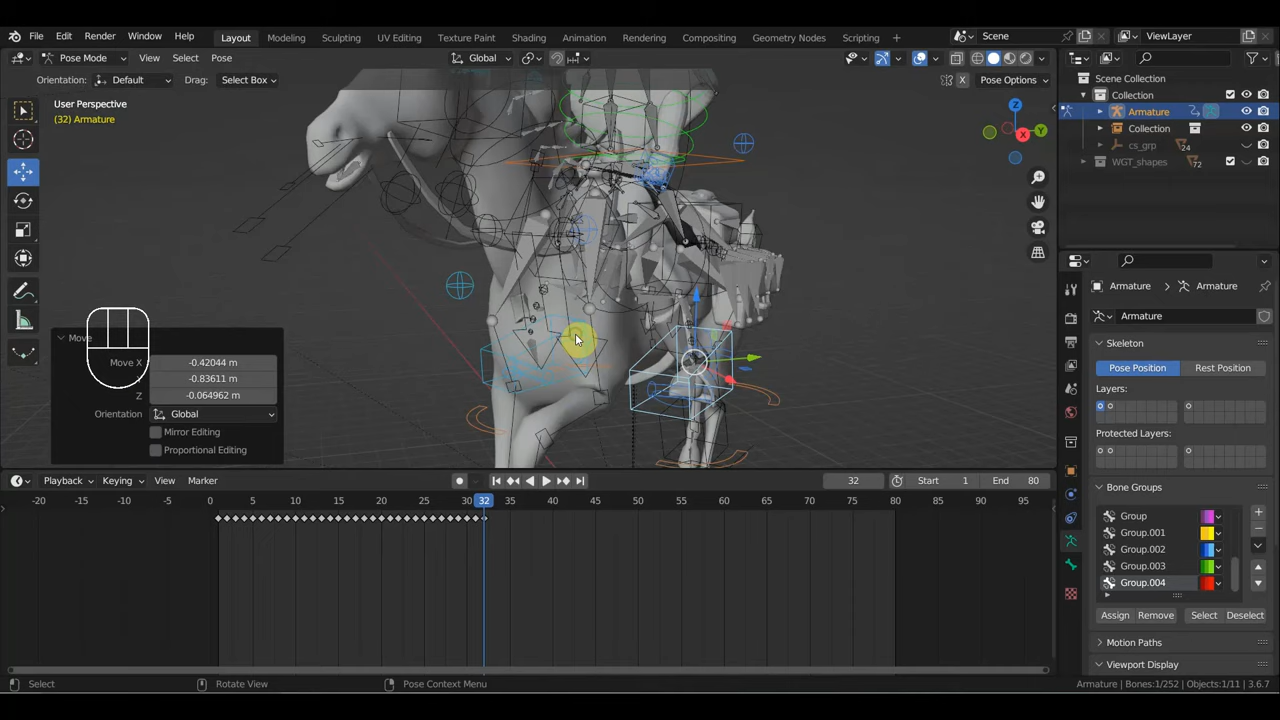 File Edit Render Window Help Layout Modeling Sculpting UV Editing Texture Paint Shading Animation Rendering Compositing Geometry Nodes Scripting Scene ViewLayer
Pose Mode View Select Pose Global
Orientation: Default Drag: Select Box Pose Options
User Perspective
(32) Armature
Move
Move X -0.42044 m
-0.83611 m
Z -0.064962 m
Orientation Global
Mirror Editing
Proportional Editing
Scene Collection
Collection
Armature
Collection
cs_grp 24
WGT_shapes 72
Armature Armature
Armature
Skeleton
Pose Position Rest Position
Layers:
Protected Layers:
Bone Groups
Group
Group.001
Group.002
Group.003
Group.004
Assign Remove Select Deselect
Motion Paths
Viewport Display
Playback Keying View Marker 32 Start 1 End 80
-20 -15 -10 -5 0 5 10 15 20 25 30 32 35 40 45 50 55 60 65 70 75 80 85 90 95
Select Rotate View Pose Context Menu Armature | Bones:1/252 | Objects:1/11 | 3.6.7